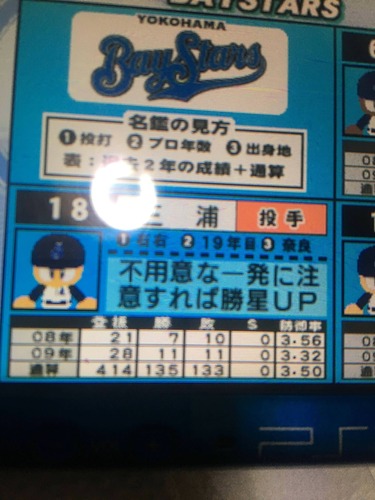 BAYSTARS
YOKOHAMA
BayStars
名鑑の見方
❶投打 ❷プロ年数 ❸出身地
表:過去2年の成績+通算
18 三浦 投手
❶右右 ❷19年目 ❸奈良
不用意な一発に注
意すれば勝星UP
登板 勝 敗 S 防御率
08年 21 7 10 0 3.56
09年 28 11 11 0 3.32
通算 414 135 133 0 3.50